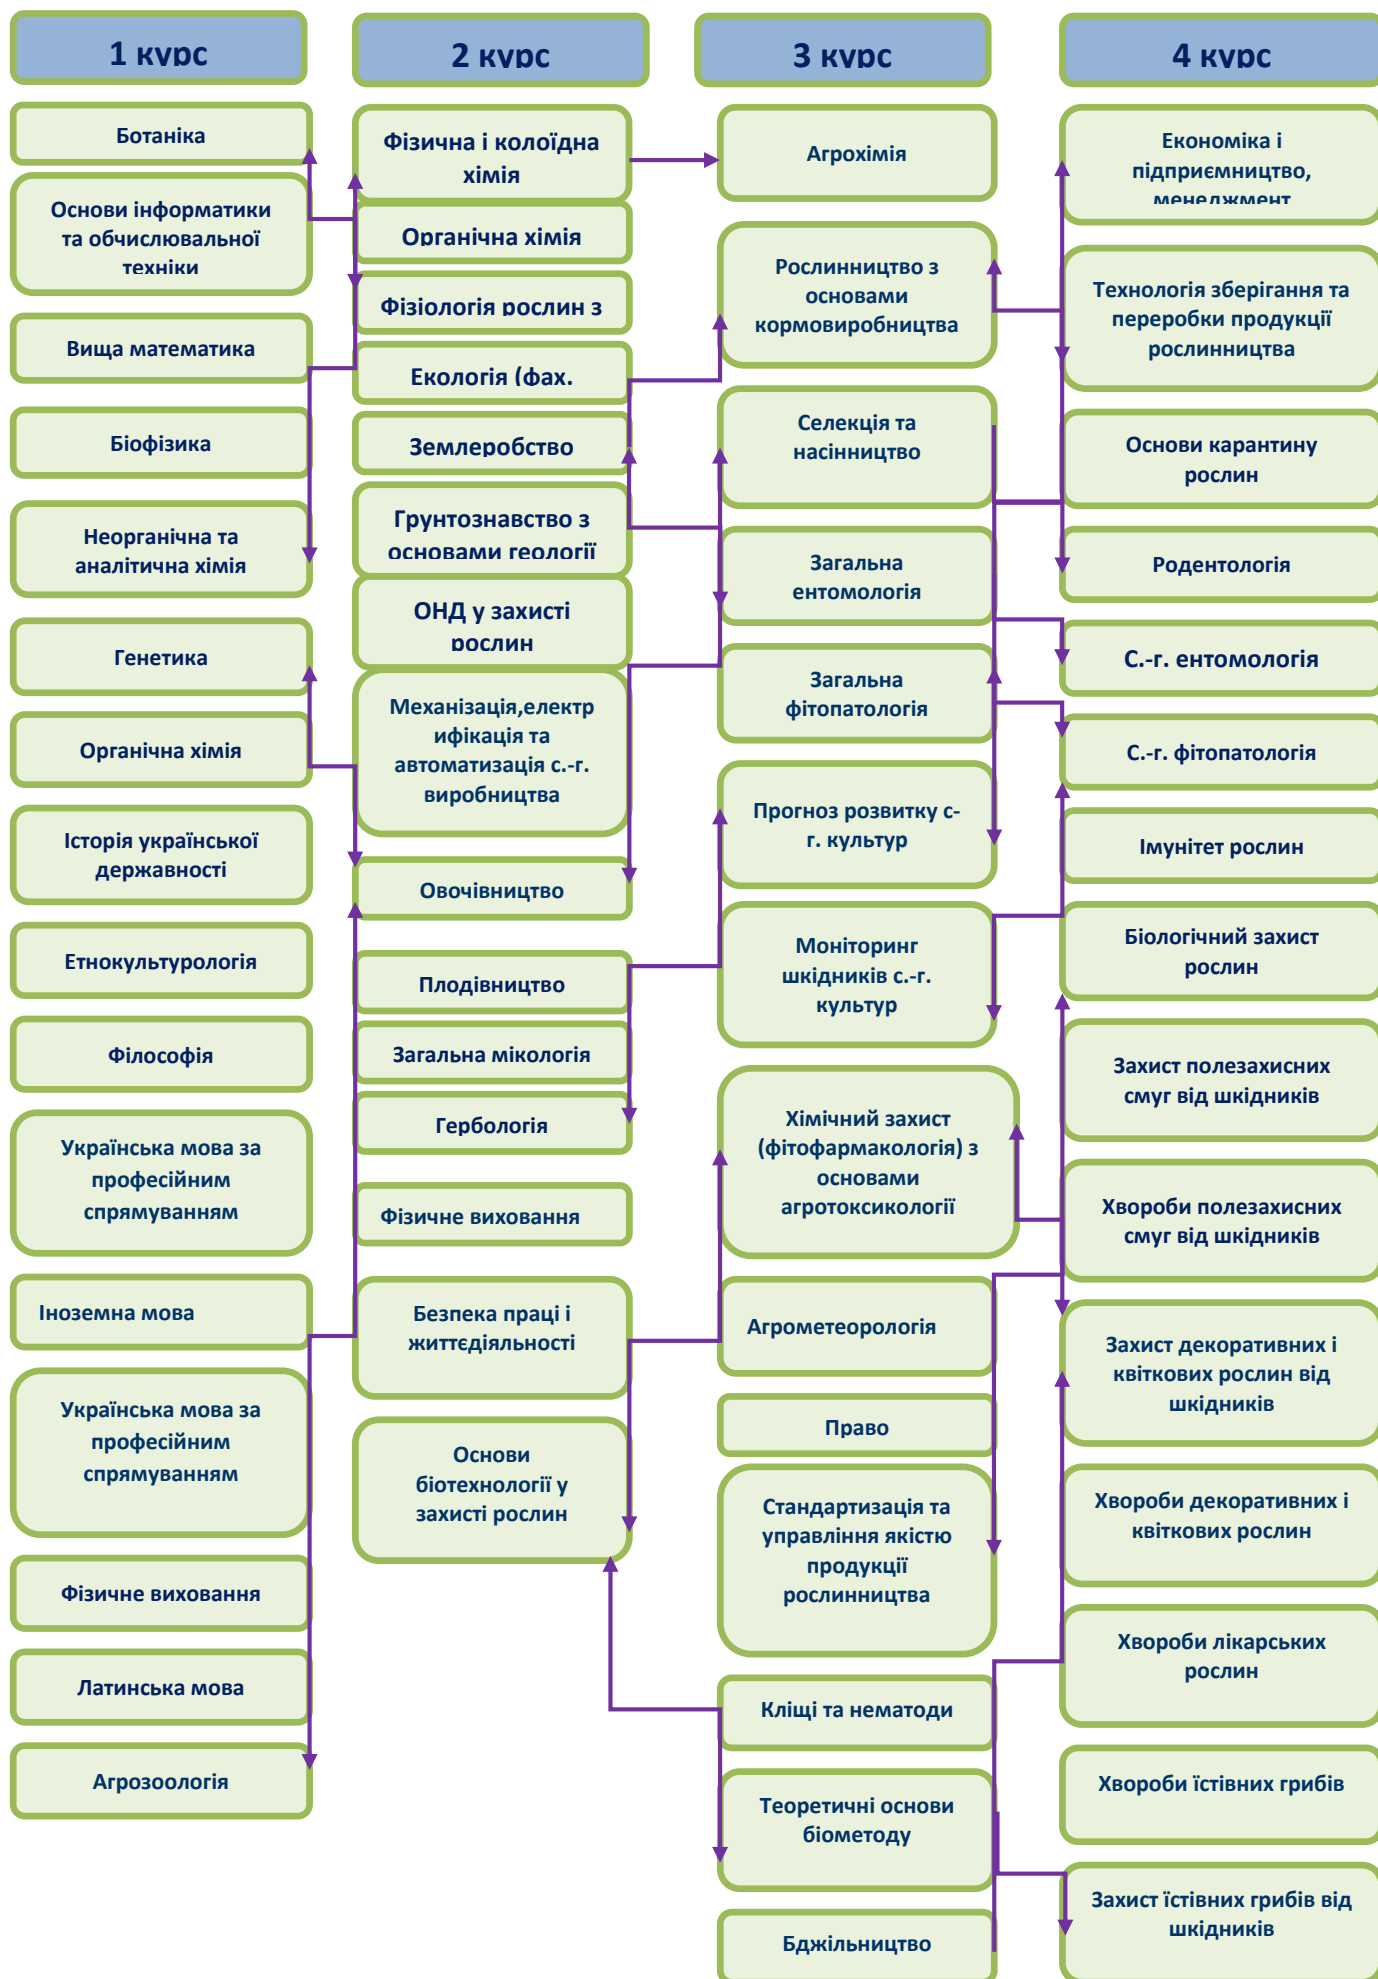 1 курс
2 курс
3 курс
4 курс
Ботаніка
Основи інформатики
та обчислювальної
техніки
Вища математика
Біофізика
Неорганічна та
аналітична хімія
Генетика
Органічна хімія
Історія української
державності
Етнокультурологія
Філософія
Українська мова за
професійним
спрямуванням
Іноземна мова
Українська мова за
професійним
спрямуванням
Фізичне виховання
Латинська мова
Агрозоологія
Фізична і колоїдна
хімія
Органічна хімія
Фізіологія рослин з
Екологія (фах.
Землеробство
Грунтознавство з
основами геології
ОНД у захисті
рослин
Механізація,електр
ифікація та
автоматизація с.-г.
виробництва
Овочівництво
Плодівництво
Загальна мікологія
Гербологія
Фізичне виховання
Безпека праці і
життєдіяльності
Основи
біотехнології у
захисті рослин
Агрохімія
Рослинництво з
основами
кормовиробництва
Селекція та
насінництво
Загальна
ентомологія
Загальна
фітопатологія
Прогноз розвитку с-
г. культур
Моніторинг
шкідників с.-г.
культур
Хімічний захист
(фітофармакологія) з
основами
агротоксикології
Агрометеорологія
Право
Стандартизація та
управління якістю
продукції
рослинництва
Кліщі та нематоди
Теоретичні основи
біометоду
Бджільництво
Економіка і
підприємництво,
менеджмент
Технологія зберігання та
переробки продукції
рослинництва
Основи карантину
рослин
Родентологія
С.-г. ентомологія
С.-г. фітопатологія
Імунітет рослин
Біологічний захист
рослин
Захист полезахисних
смуг від шкідників
Хвороби полезахисних
смуг від шкідників
Захист декоративних і
квіткових рослин від
шкідників
Хвороби декоративних і
квіткових рослин
Хвороби лікарських
рослин
Хвороби їстівних грибів
Захист їстівних грибів від
шкідників